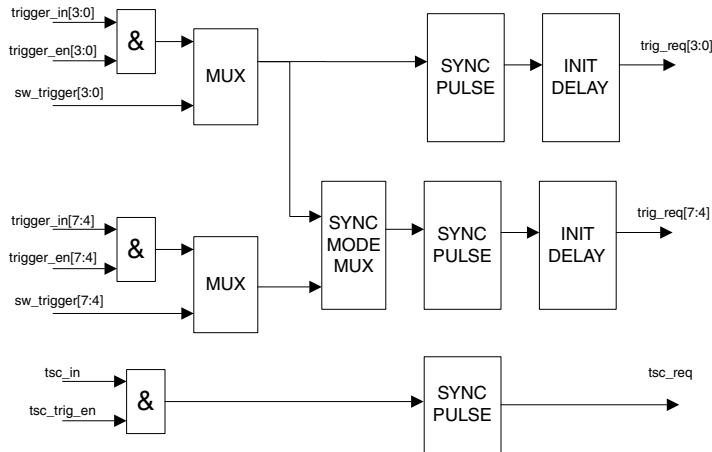 trigger_in[3:0]
trigger_en[3:0]
&
sw_trigger[3:0]
MUX
SYNC
PULSE
INIT
DELAY
trig_req[3:0]
trigger_in[7:4]
trigger_en[7:4]
&
sw_trigger[7:4]
MUX
SYNC
MODE
MUX
SYNC
PULSE
INIT
DELAY
trig_req[7:4]
tsc_in
tsc_trig_en
&
SYNC
PULSE
tsc_req